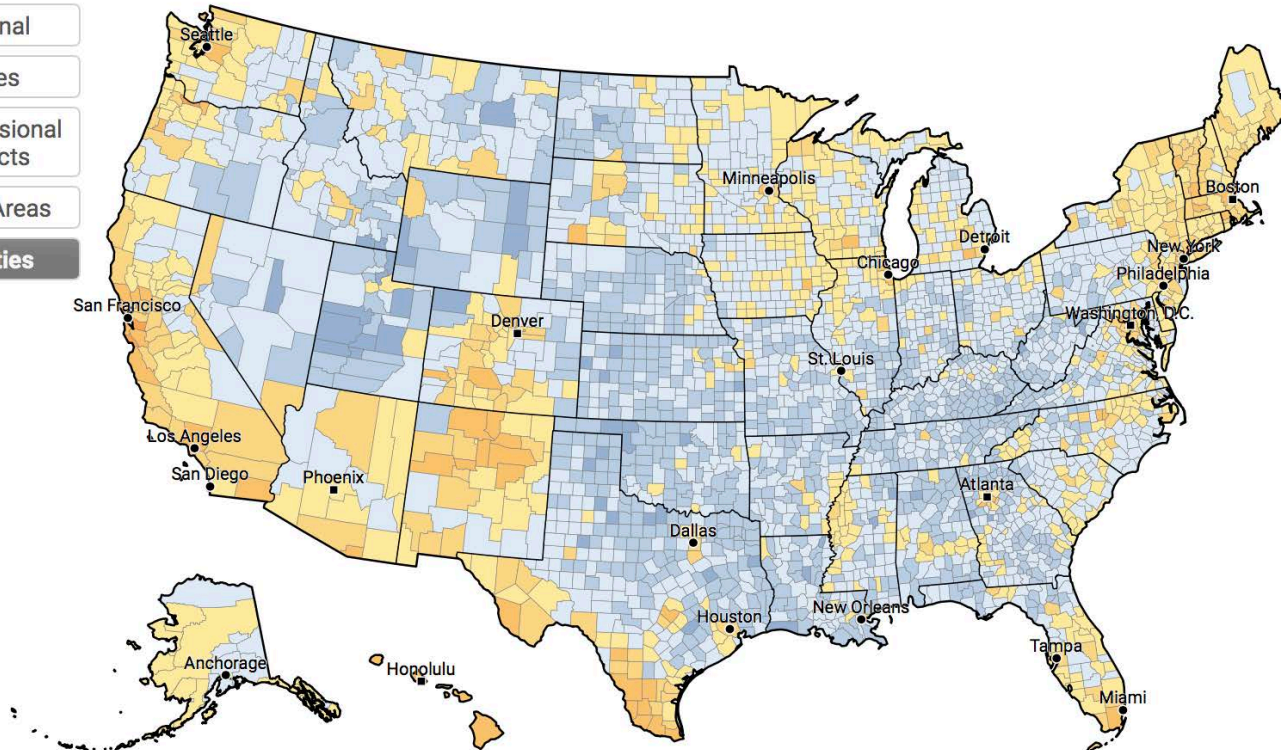 nal
es
sional
cts
Areas
ties
Seattle
Minneapolis
Boston
Detroit
New York
Chicago
Philadelphia
San Francisco
Washington, D.C.
Denver
St. Louis
Los Angeles
San Diego
Phoenix
Atlanta
Dallas
New Orleans
Houston
Tampa
Anchorage
Honolulu
Miami